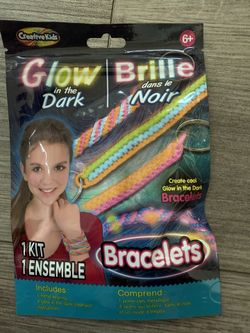 Creative Kids
6+
Glow
in the
Dark
Brille
dans le
Noir
Create cool
Glow in the Dark
Bracelets
1 KIT
1 ENSEMBLE
Bracelets
Includes:
Comprend: